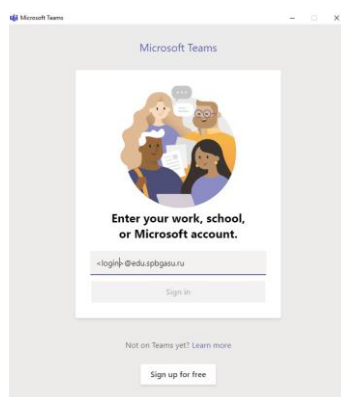 Microsoft Teams
Microsoft Teams
Enter your work, school,
or Microsoft account.
<login>@edu.spbgasu.ru
Sign in
Not on Teams yet? Learn more
Sign up for free